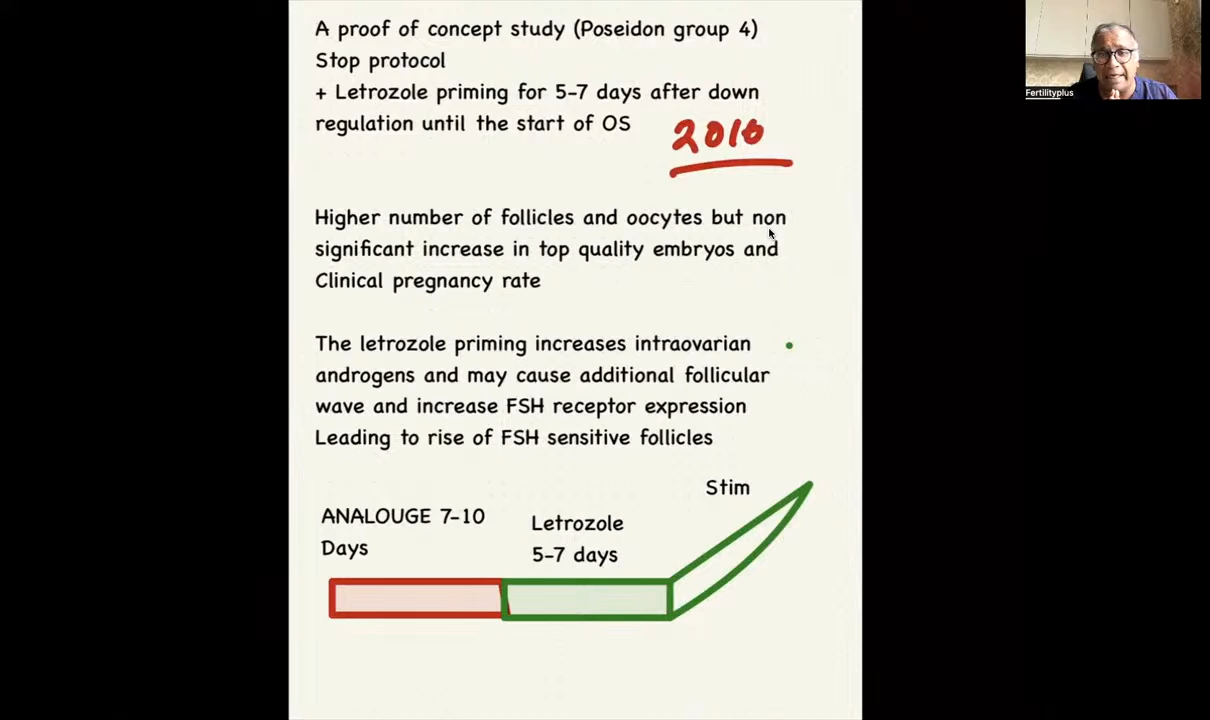 A proof of concept study (Poseidon group 4)
Stop protocol
+ Letrozole priming for 5-7 days after down
regulation until the start of OS
2016
Higher number of follicles and oocytes but non
significant increase in top quality embryos and
Clinical pregnancy rate
The letrozole priming increases intraovarian
androgens and may cause additional follicular
wave and increase FSH receptor expression
Leading to rise of FSH sensitive follicles
Stim
ANALOUGE 7-10
Days
Letrozole
5-7 days
Fertilityplus